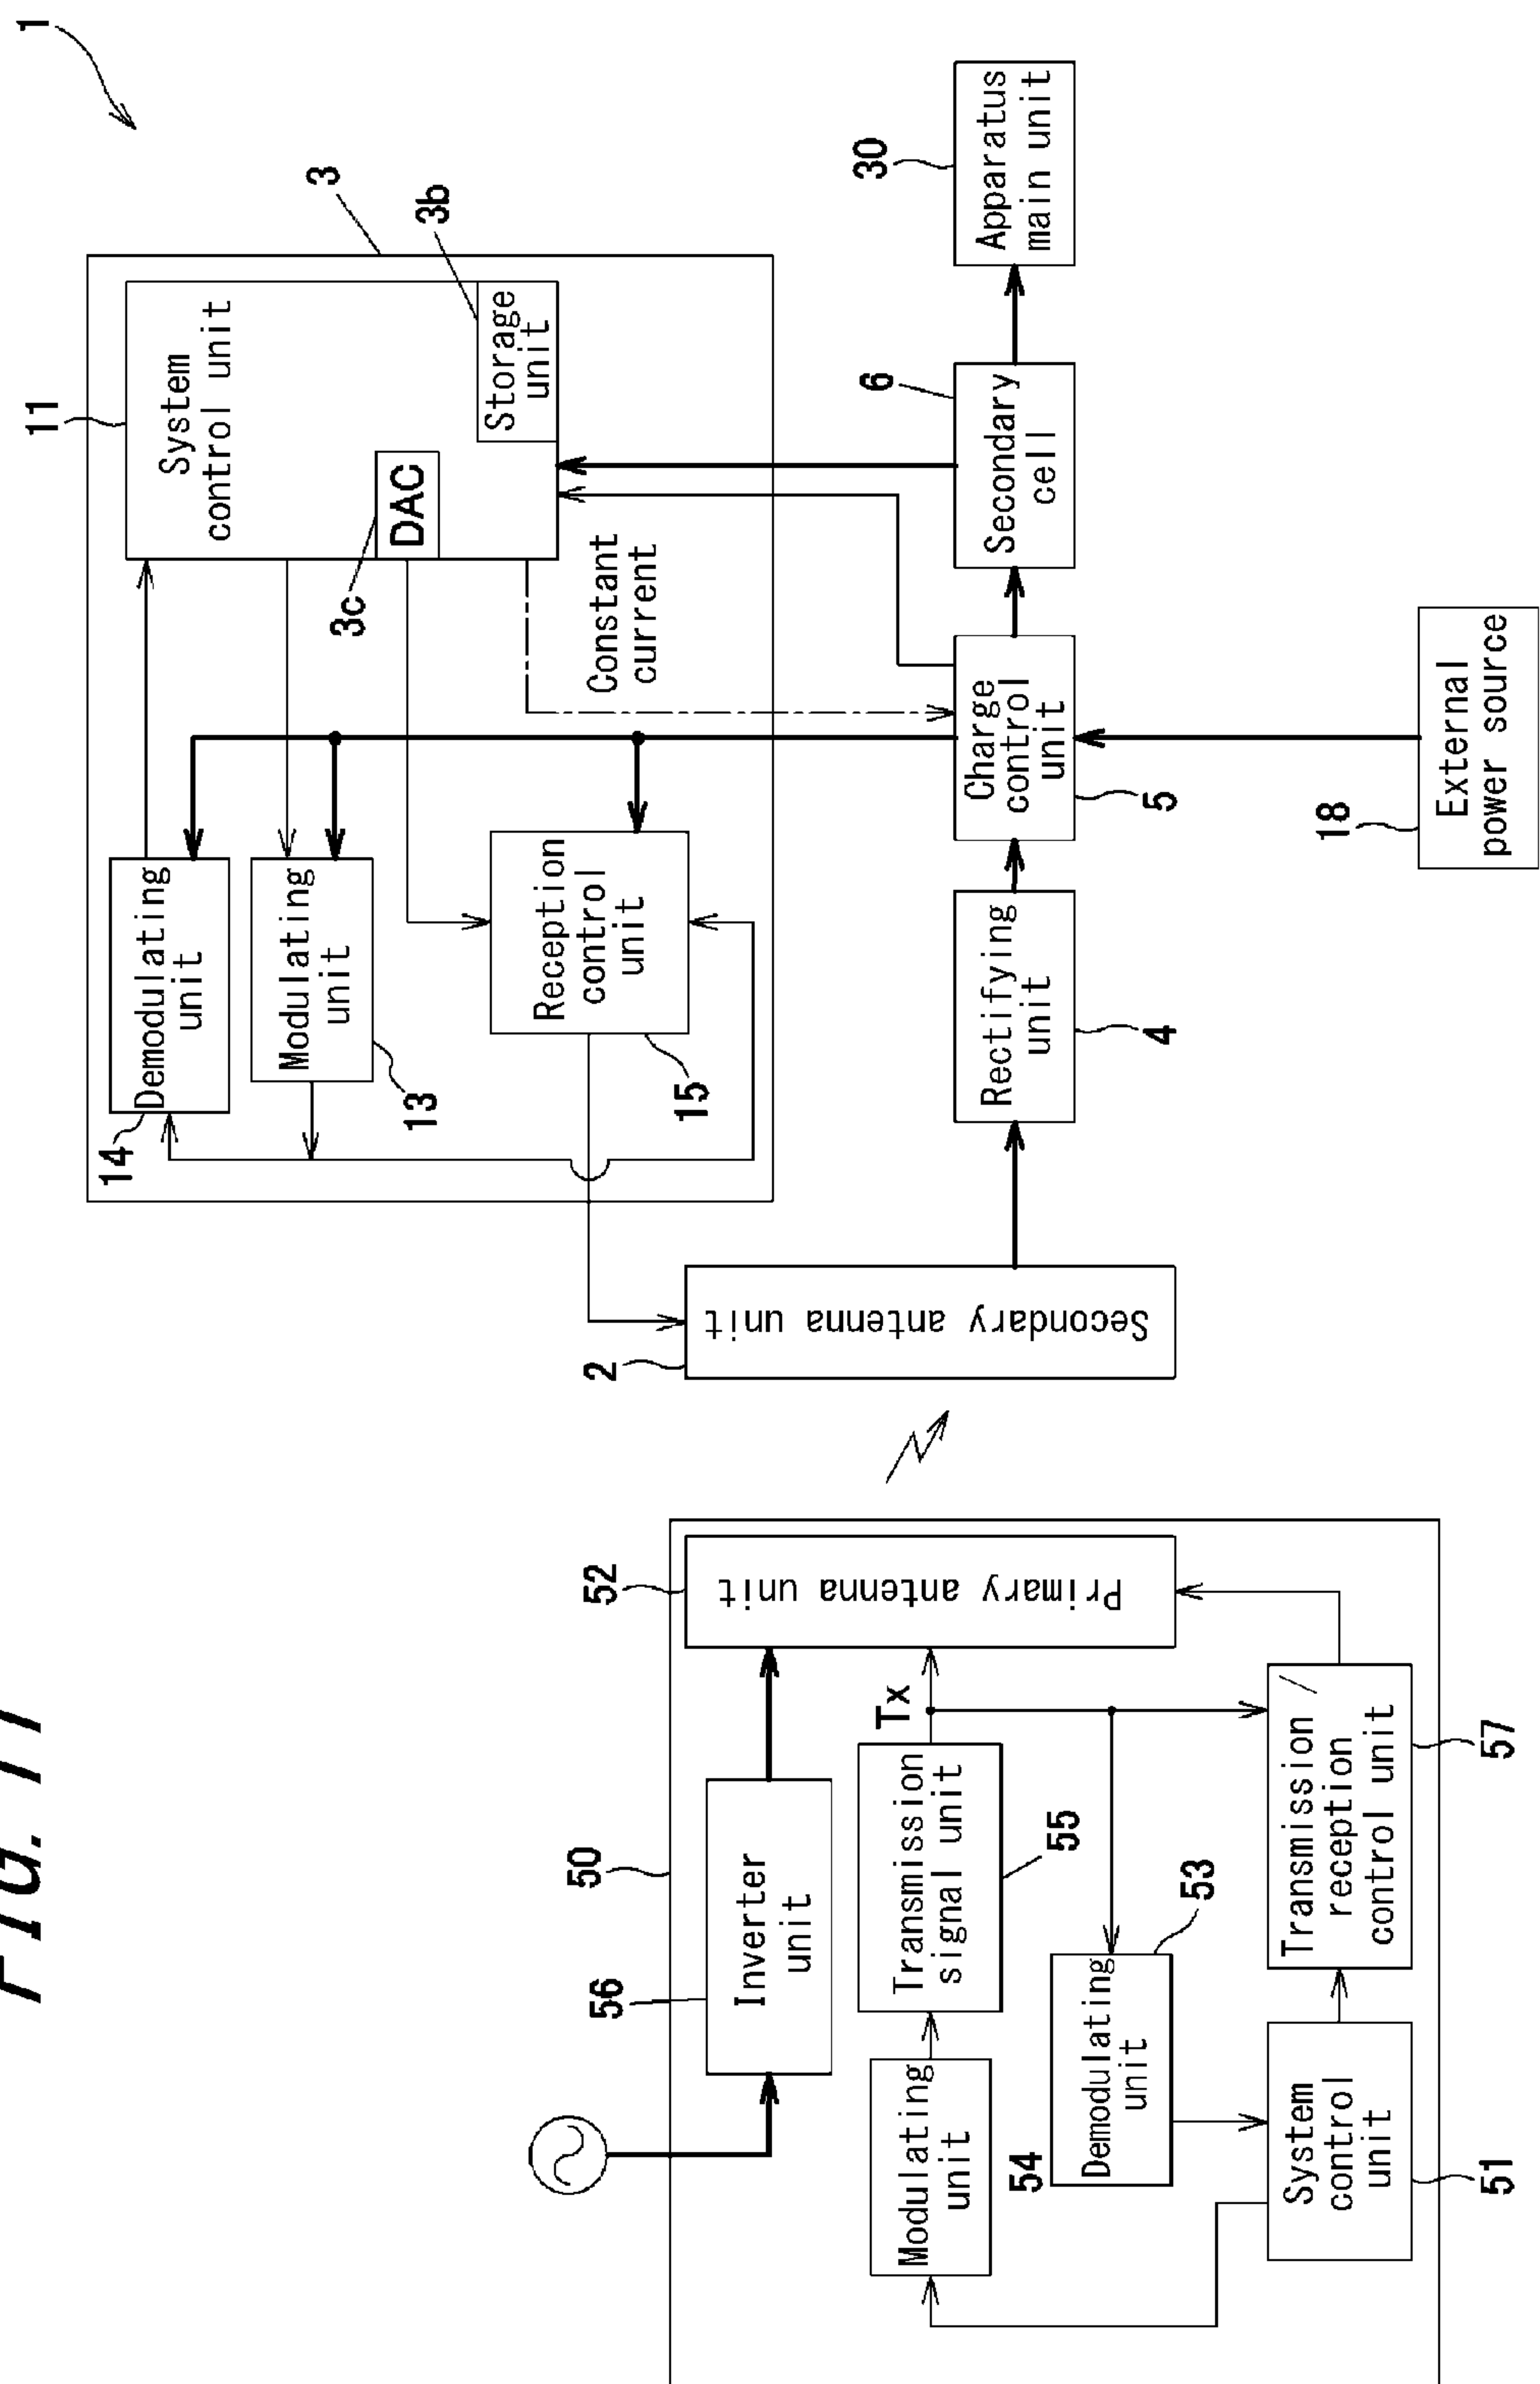 FIG.
1
11
3
System
control unit
3b
Storage
unit
3c
DAC
Constant
current
14
Demodulating
unit
Modulating
unit
13
Reception
control
unit
15
2
Secondary antenna unit
Rectifying
unit
4
Charge
control
unit
5
6
Secondary
cell
30
Apparatus
main unit
18
External
power source
50
52
Primary antenna unit
56
Inverter
unit
Tx
Transmission
signal unit
55
Modulating
unit
54
Demodulating
unit
53
System
control
unit
51
Transmission /
reception
control unit
57